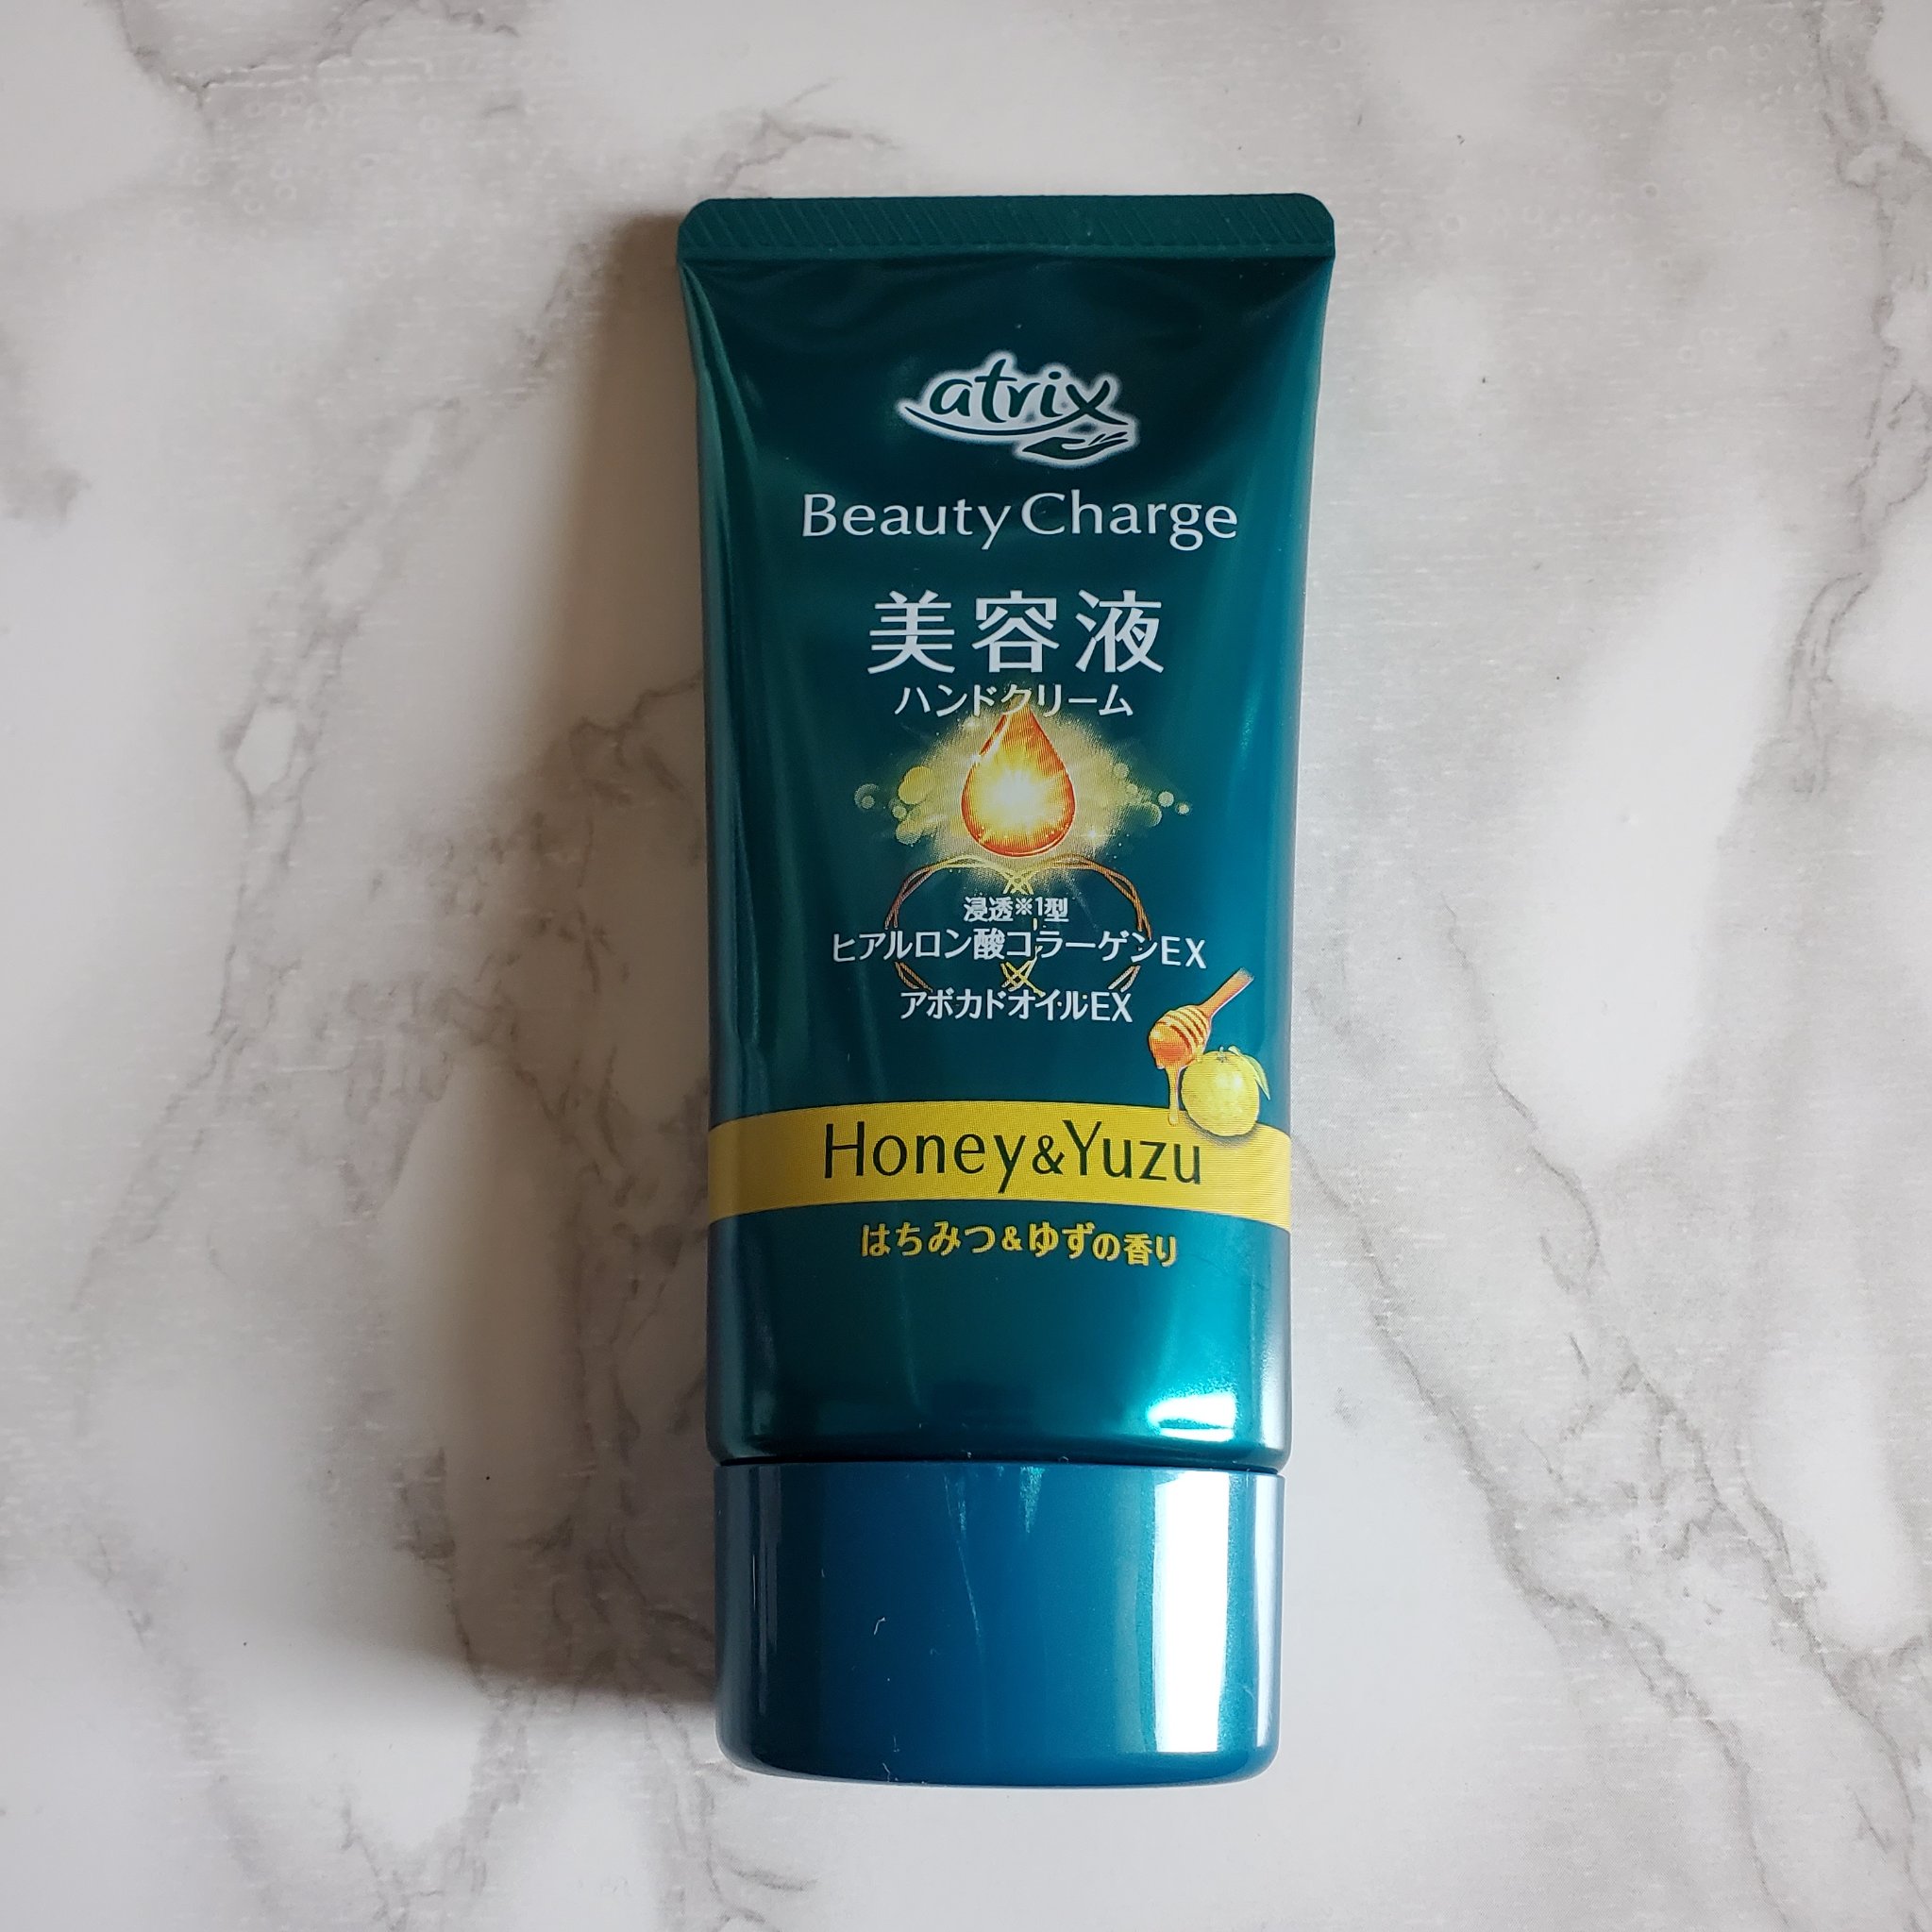 atrix
Beauty Charge
美容液
ハンドクリーム
浸透※1型
ヒアルロン酸コラーゲンEX
アボカドオイルEX
Honey&Yuzu
はちみつ&ゆずの香り